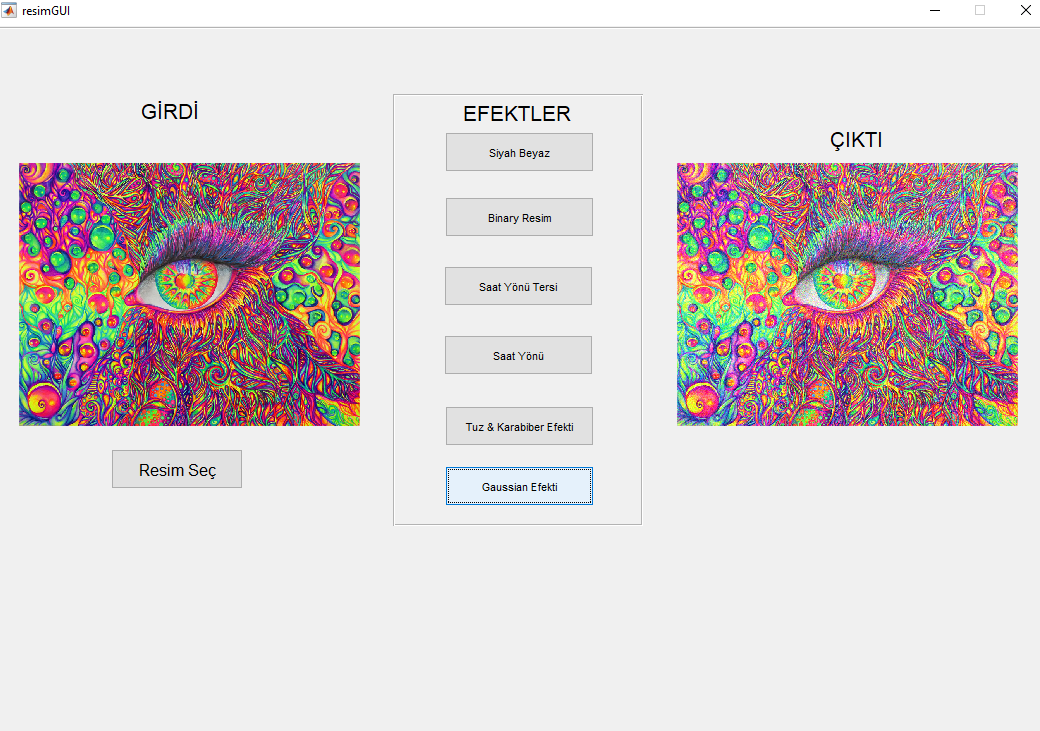 resimGUI
GİRDİ
Resim Seç
EFEKTLER
Siyah Beyaz
Binary Resim
Saat Yönü Tersi
Saat Yönü
Tuz & Karabiber Efekti
Gaussian Efekti
ÇIKTI